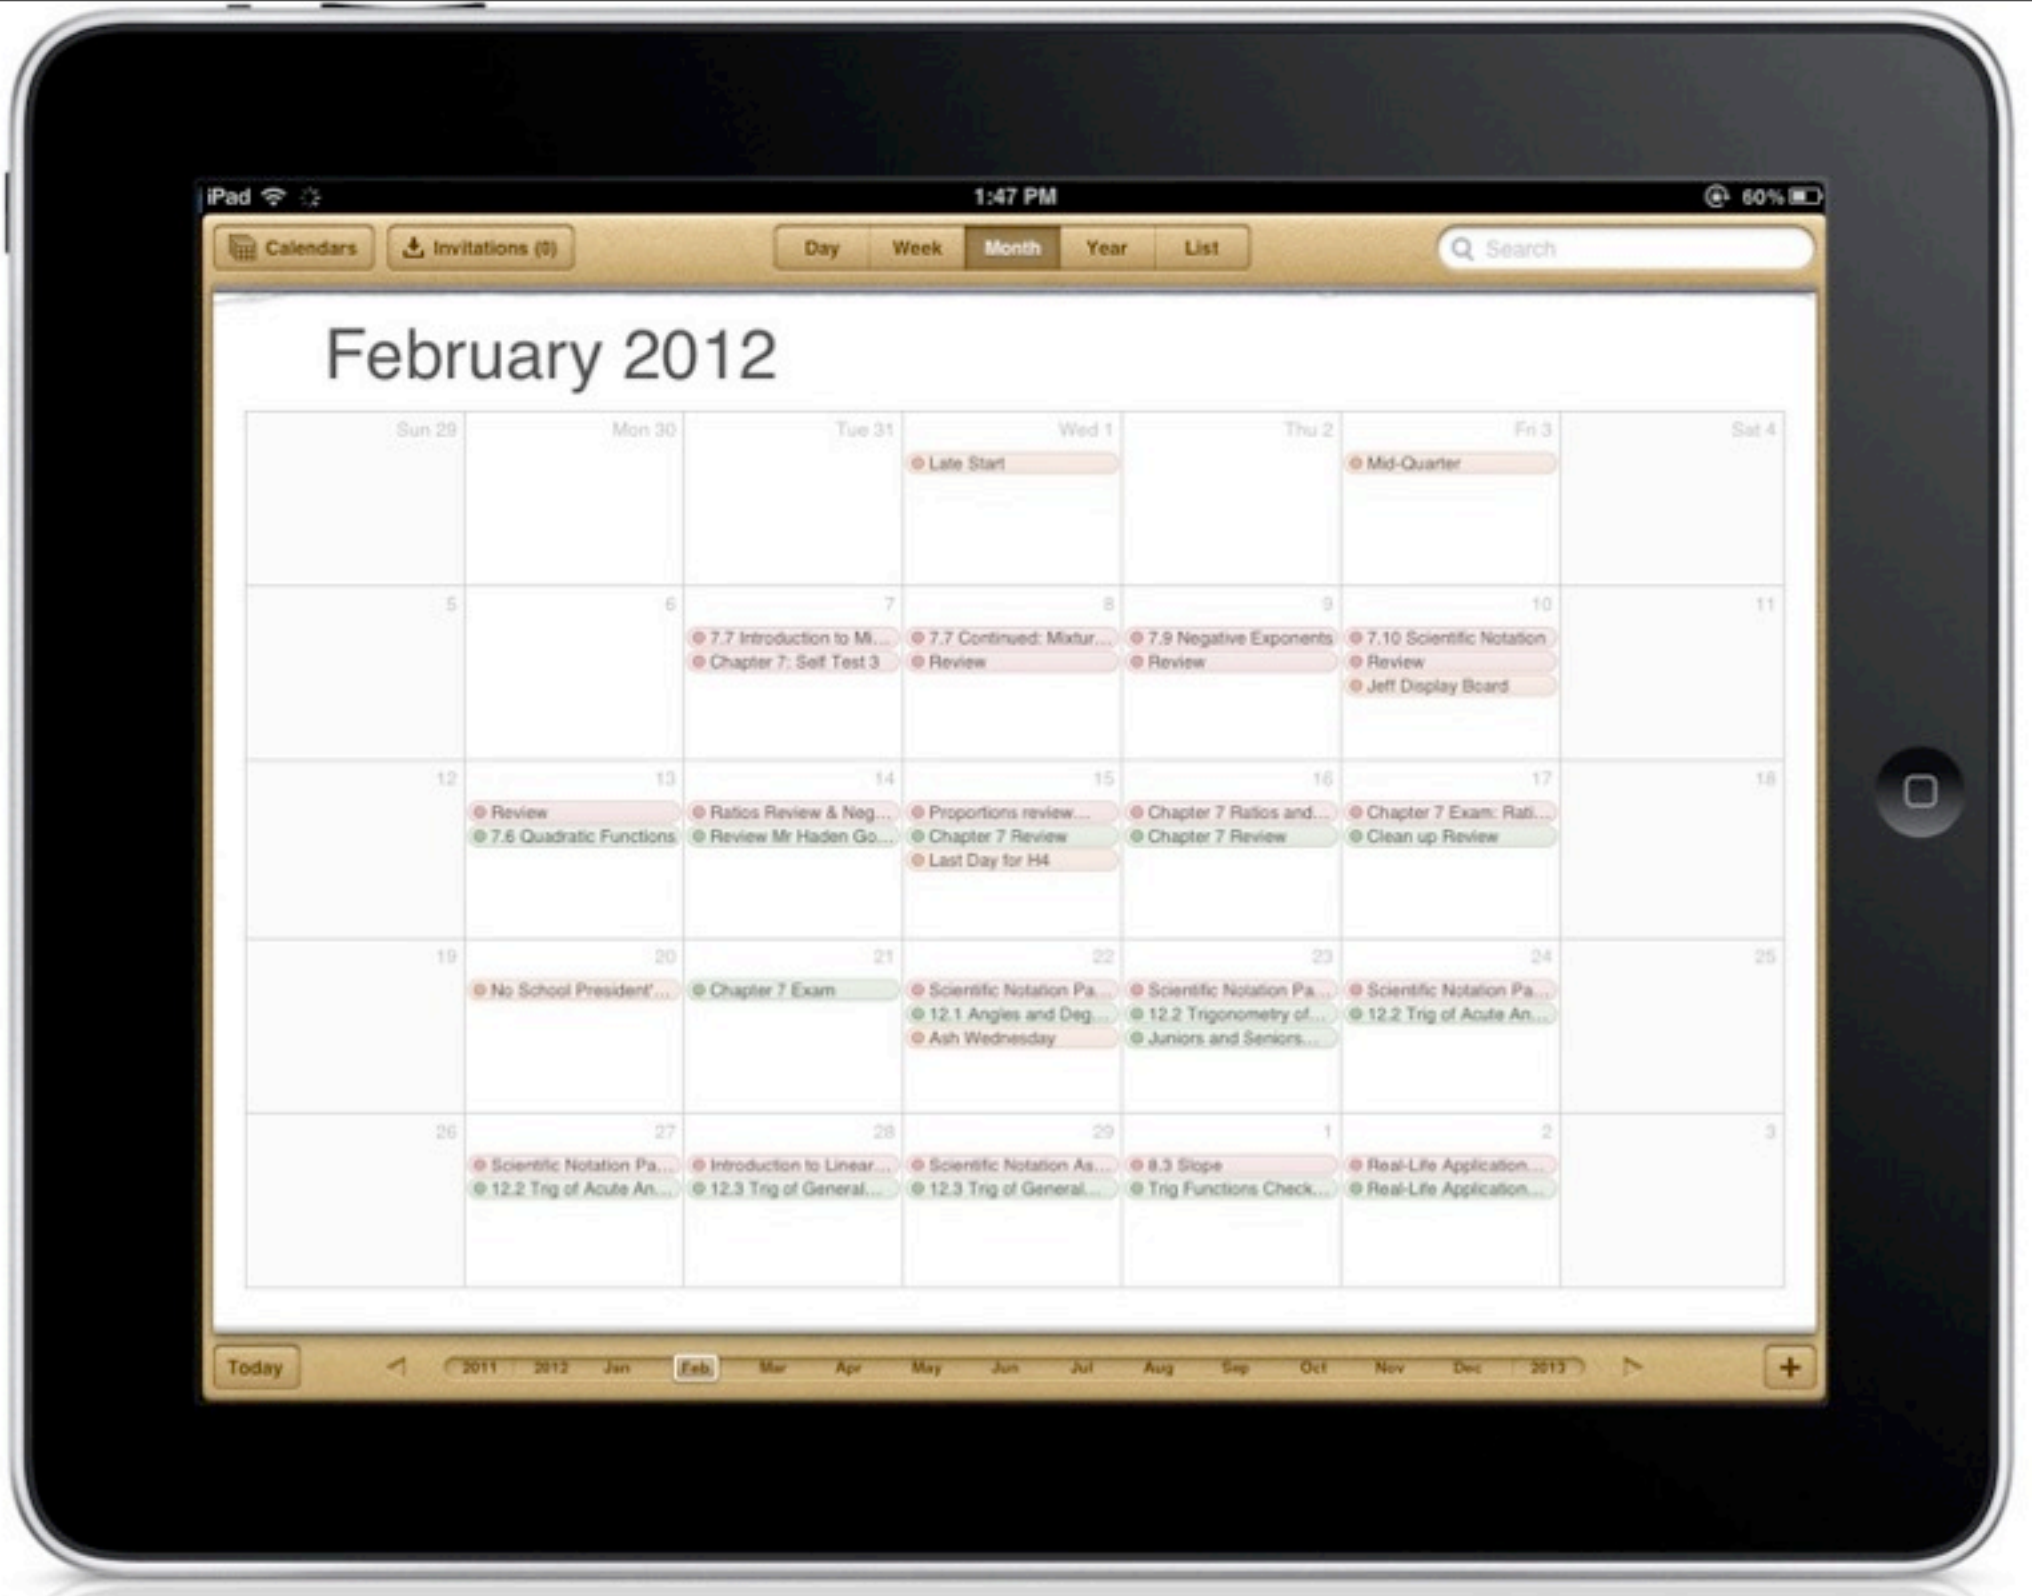 iPad 1:47 PM 60%
Calendars Invitations (0) Day Week Month Year List Search
February 2012
Sun 29 Mon 30 Tue 31 Wed 1 Thu 2 Fri 3 Sat 4
Late Start Mid-Quarter
5 6 7 8 9 10 11
7.7 Introduction to Mi... 7.7 Continued: Mixtur... 7.9 Negative Exponents 7.10 Scientific Notation
Chapter 7: Self Test 3 Review Review Review
Jeff Display Board
12 13 14 15 16 17 18
Review Ratios Review & Neg... Proportions review... Chapter 7 Ratios and... Chapter 7 Exam: Rati...
7.6 Quadratic Functions Review Mr Haden Go... Chapter 7 Review Chapter 7 Review Clean up Review
Last Day for H4
19 20 21 22 23 24 25
No School President'... Chapter 7 Exam Scientific Notation Pa... Scientific Notation Pa... Scientific Notation Pa...
12.1 Angles and Deg... 12.2 Trigonometry of... 12.2 Trig of Acute An...
Ash Wednesday Juniors and Seniors...
26 27 28 29 1 2 3
Scientific Notation Pa... Introduction to Linear... Scientific Notation As... 8.3 Slope Real-Life Application...
12.2 Trig of Acute An... 12.3 Trig of General... 12.3 Trig of General... Trig Functions Check... Real-Life Application...
Today 2011 2012 Jan Feb Mar Apr May Jun Jul Aug Sep Oct Nov Dec 2013 +